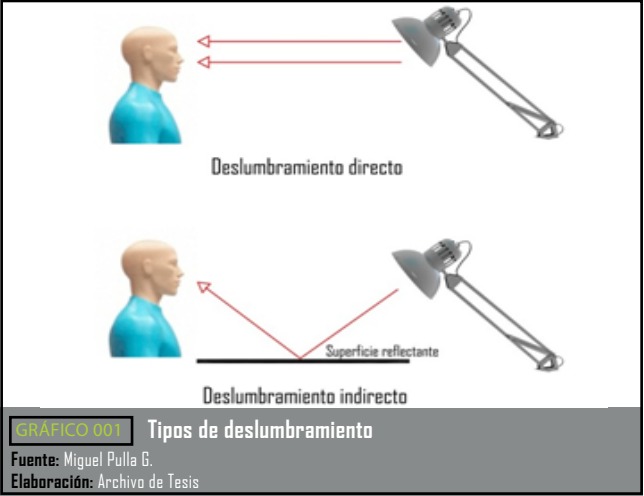 Deslumbramiento directo
Superficie reflectante
Deslumbramiento indirecto
GRÁFICO 001 Tipos de deslumbramiento
Fuente: Miguel Pulla G.
Elaboración: Archivo de Tesis